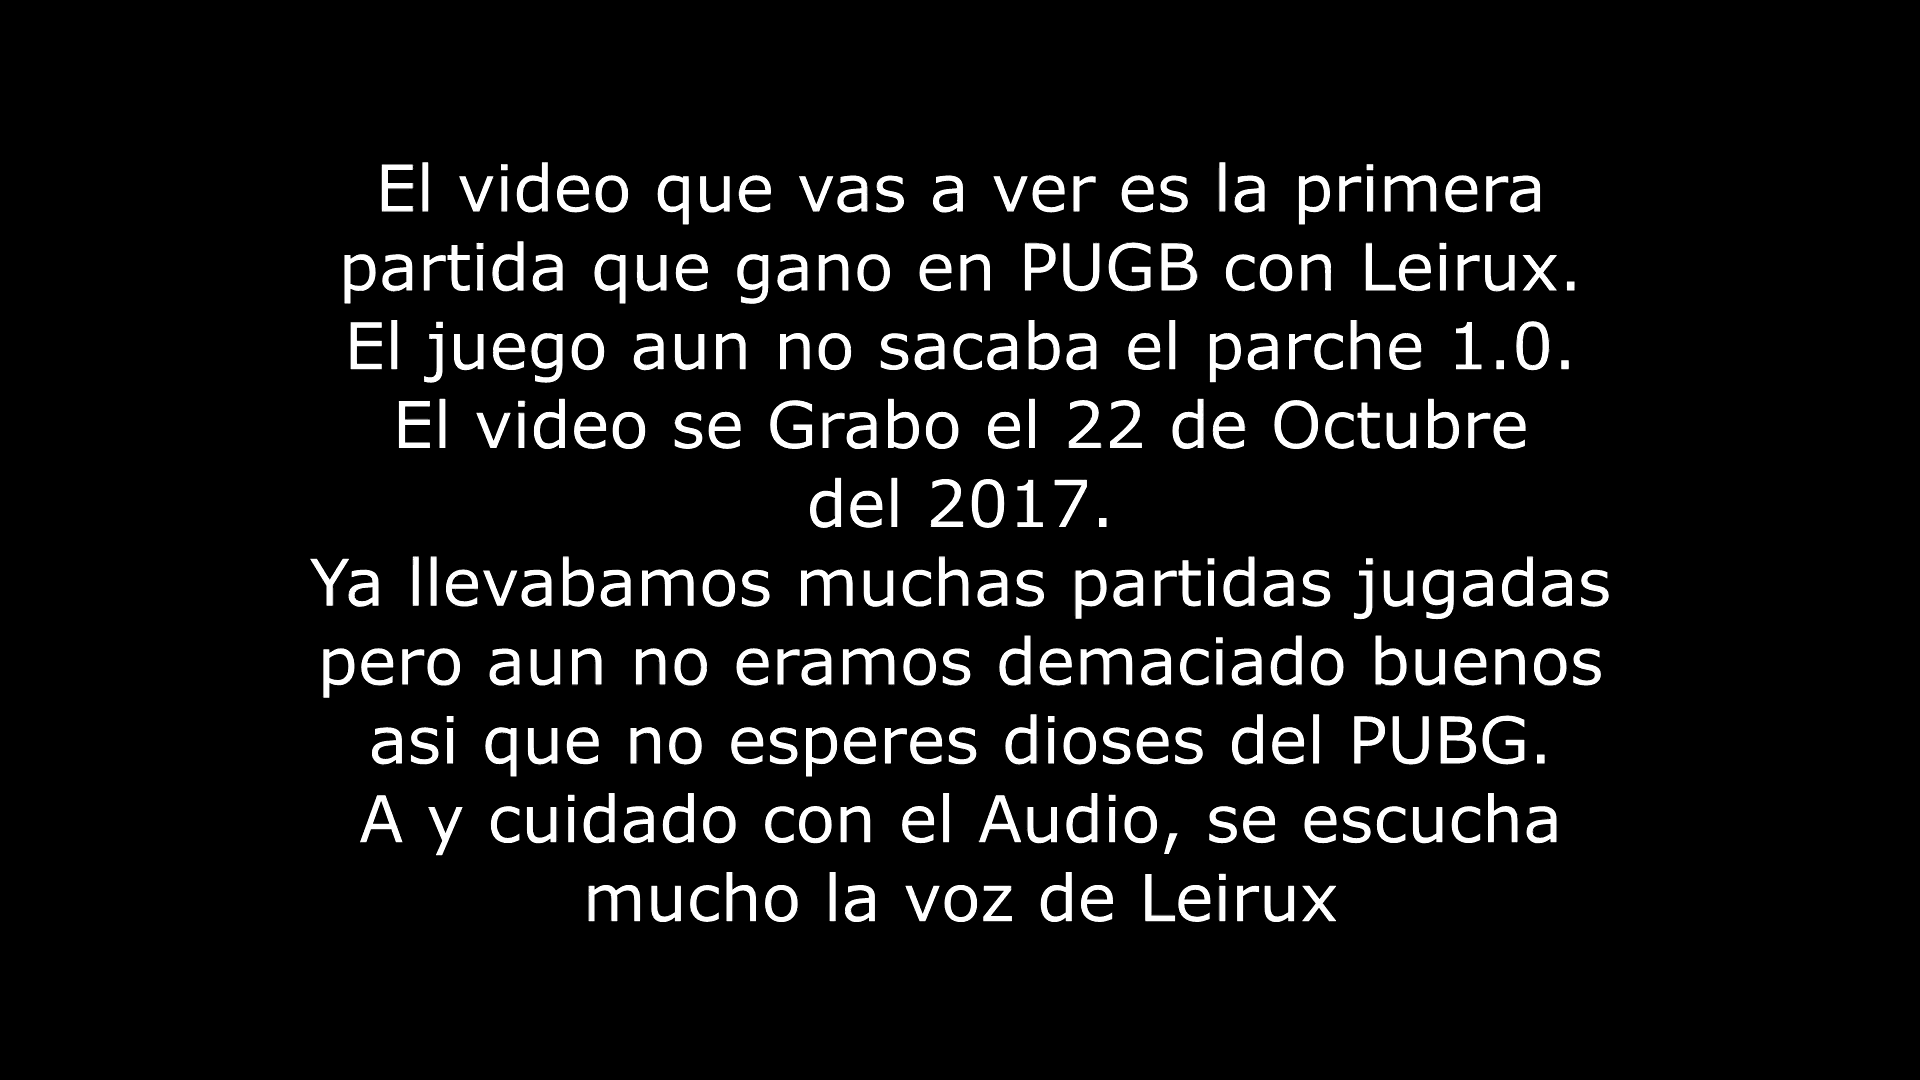 El video que vas a ver es la primera
partida que gano en PUGB con Leirux.
El juego aun no sacaba el parche 1.0.
El video se Grabo el 22 de Octubre
del 2017.
Ya llevabamos muchas partidas jugadas
pero aun no eramos demaciado buenos
asi que no esperes dioses del PUBG.
A y cuidado con el Audio, se escucha
mucho la voz de Leirux